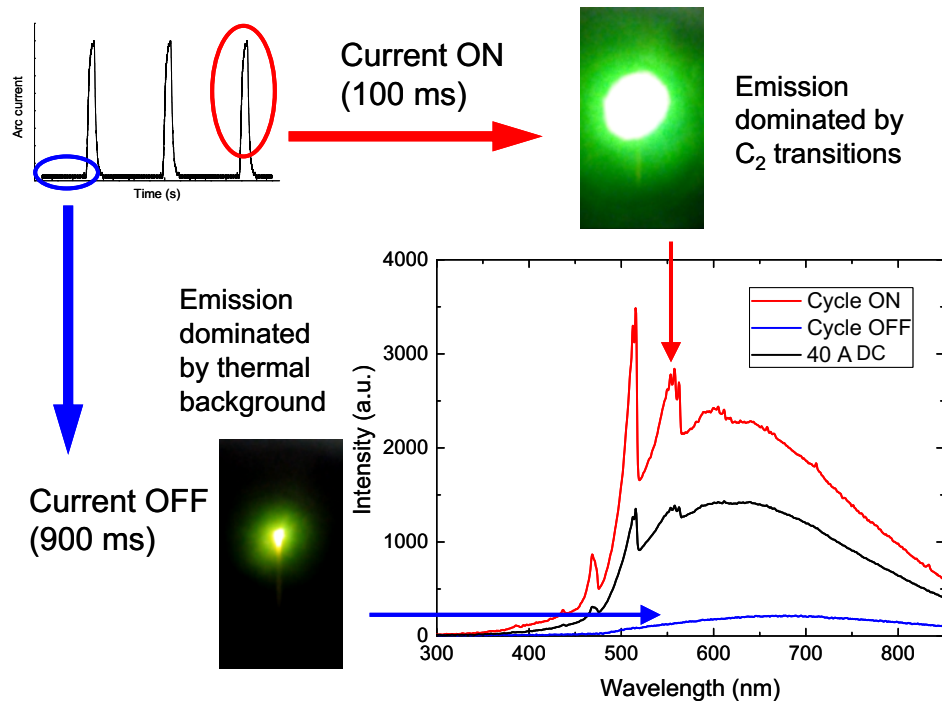 Arc current
Time (s)
Current ON
(100 ms)
Emission
dominated by
C₂ transitions
Emission
dominated
by thermal
background
Current OFF
(900 ms)
Intensity (a.u.)
4000
3000
2000
1000
0
Cycle ON
Cycle OFF
40 A DC
300 400 500 600 700 800
Wavelength (nm)